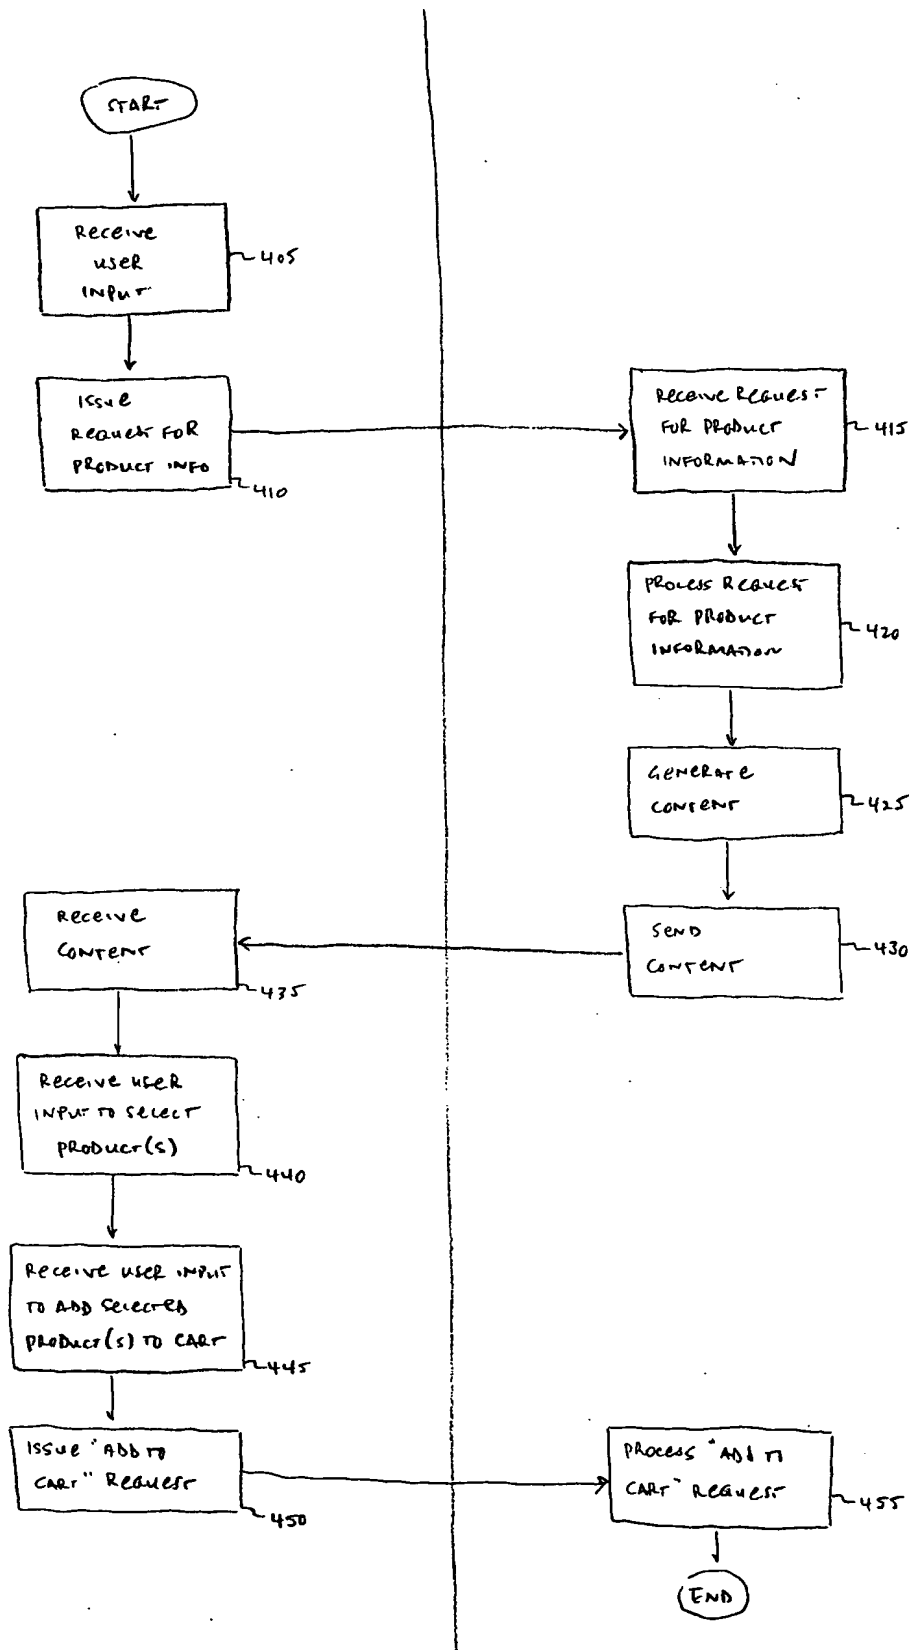 START
RECEIVE
USER
INPUT
405
ISSUE
REQUEST FOR
PRODUCT INFO
410
RECEIVE REQUEST
FOR PRODUCT
INFORMATION
415
PROCESS REQUEST
FOR PRODUCT
INFORMATION
420
GENERATE
CONTENT
425
SEND
CONTENT
430
RECEIVE
CONTENT
435
RECEIVE USER
INPUT TO SELECT
PRODUCT(S)
440
RECEIVE USER INPUT
TO ADD SELECTED
PRODUCT(S) TO CART
445
ISSUE "ADD TO
CART" REQUEST
450
PROCESS "ADD TO
CART" REQUEST
455
END